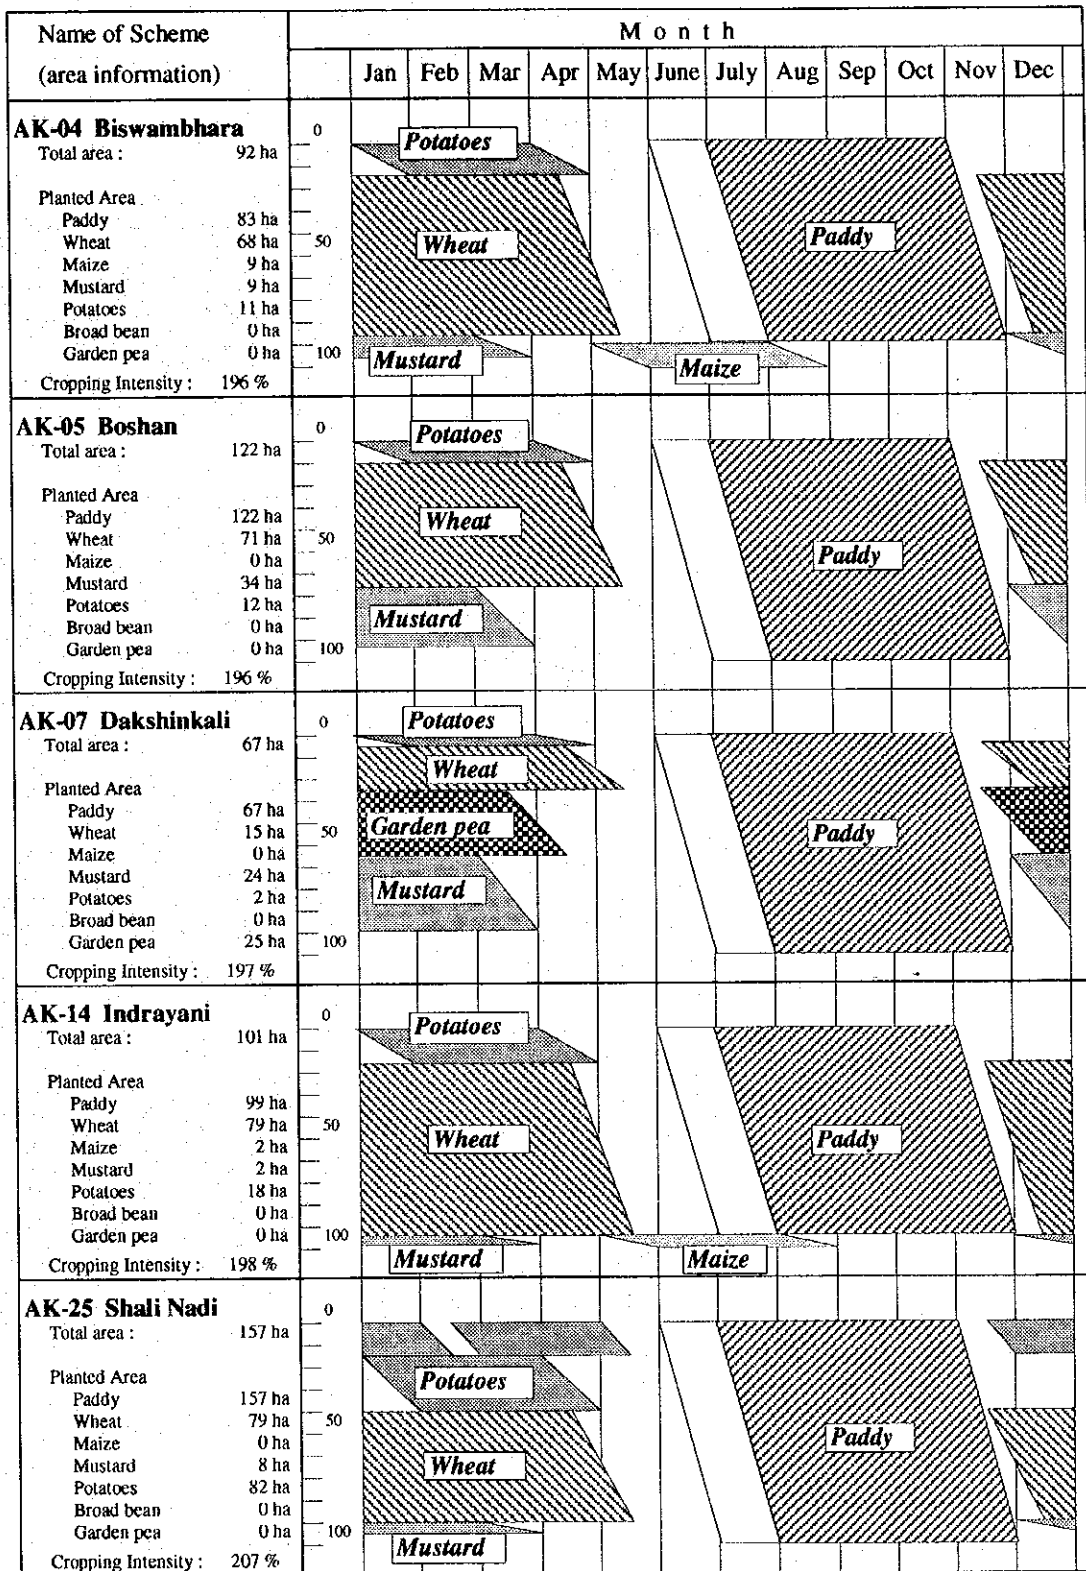 Name of Scheme
(area information)
Month
Jan Feb Mar Apr May June July Aug Sep Oct Nov Dec
AK-04 Biswambhara
Total area : 92 ha
Planted Area
Paddy 83 ha
Wheat 68 ha
Maize 9 ha
Mustard 9 ha
Potatoes 11 ha
Broad bean 0 ha
Garden pea 0 ha
Cropping Intensity : 196 %
0
50
100
Potatoes
Wheat
Paddy
Mustard
Maize
AK-05 Boshan
Total area : 122 ha
Planted Area
Paddy 122 ha
Wheat 71 ha
Maize 0 ha
Mustard 34 ha
Potatoes 12 ha
Broad bean 0 ha
Garden pea 0 ha
Cropping Intensity : 196 %
0
50
100
Potatoes
Wheat
Paddy
Mustard
AK-07 Dakshinkali
Total area : 67 ha
Planted Area
Paddy 67 ha
Wheat 15 ha
Maize 0 ha
Mustard 24 ha
Potatoes 2 ha
Broad bean 0 ha
Garden pea 25 ha
Cropping Intensity : 197 %
0
50
100
Potatoes
Wheat
Garden pea
Paddy
Mustard
AK-14 Indrayani
Total area : 101 ha
Planted Area
Paddy 99 ha
Wheat 79 ha
Maize 2 ha
Mustard 2 ha
Potatoes 18 ha
Broad bean 0 ha
Garden pea 0 ha
Cropping Intensity : 198 %
0
50
100
Potatoes
Wheat
Paddy
Mustard
Maize
AK-25 Shali Nadi
Total area : 157 ha
Planted Area
Paddy 157 ha
Wheat 79 ha
Maize 0 ha
Mustard 8 ha
Potatoes 82 ha
Broad bean 0 ha
Garden pea 0 ha
Cropping Intensity : 207 %
0
50
100
Potatoes
Wheat
Paddy
Mustard